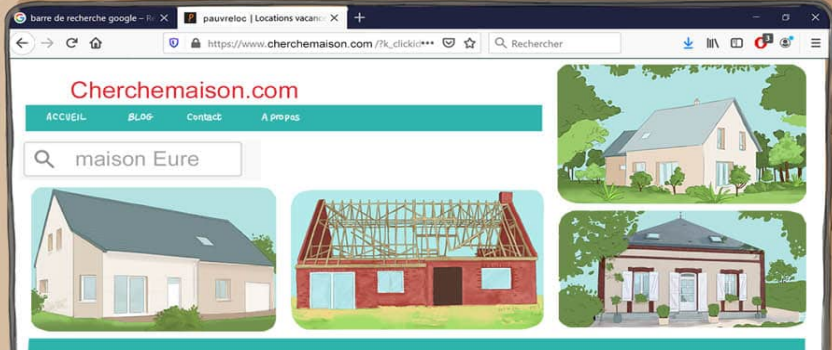 barre de recherche google – R
pauvreloc | Locations vacanc
https://www.cherchemaison.com/?k_clickid•••
Rechercher
3
Cherchemaison.com
ACCUEIL BLOG Contact A propos
maison Eure